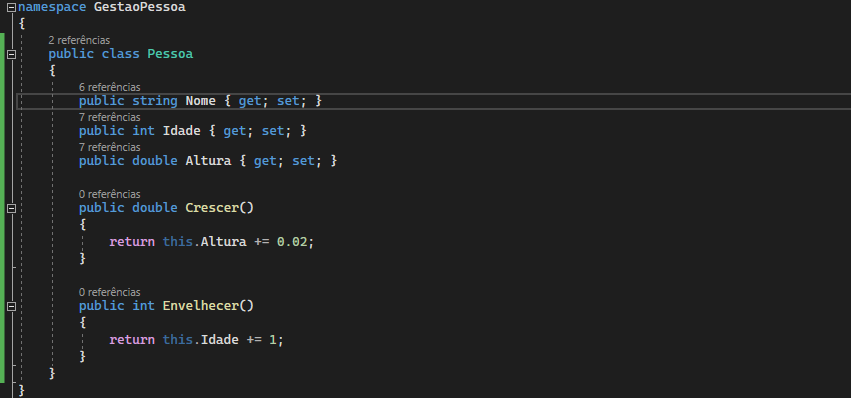 namespace GestaoPessoa
{
2 referências
public class Pessoa
{
6 referências
public string Nome { get; set; }
7 referências
public int Idade { get; set; }
7 referências
public double Altura { get; set; }
0 referências
public double Crescer()
{
return this.Altura += 0.02;
}
0 referências
public int Envelhecer()
{
return this.Idade += 1;
}
}
}